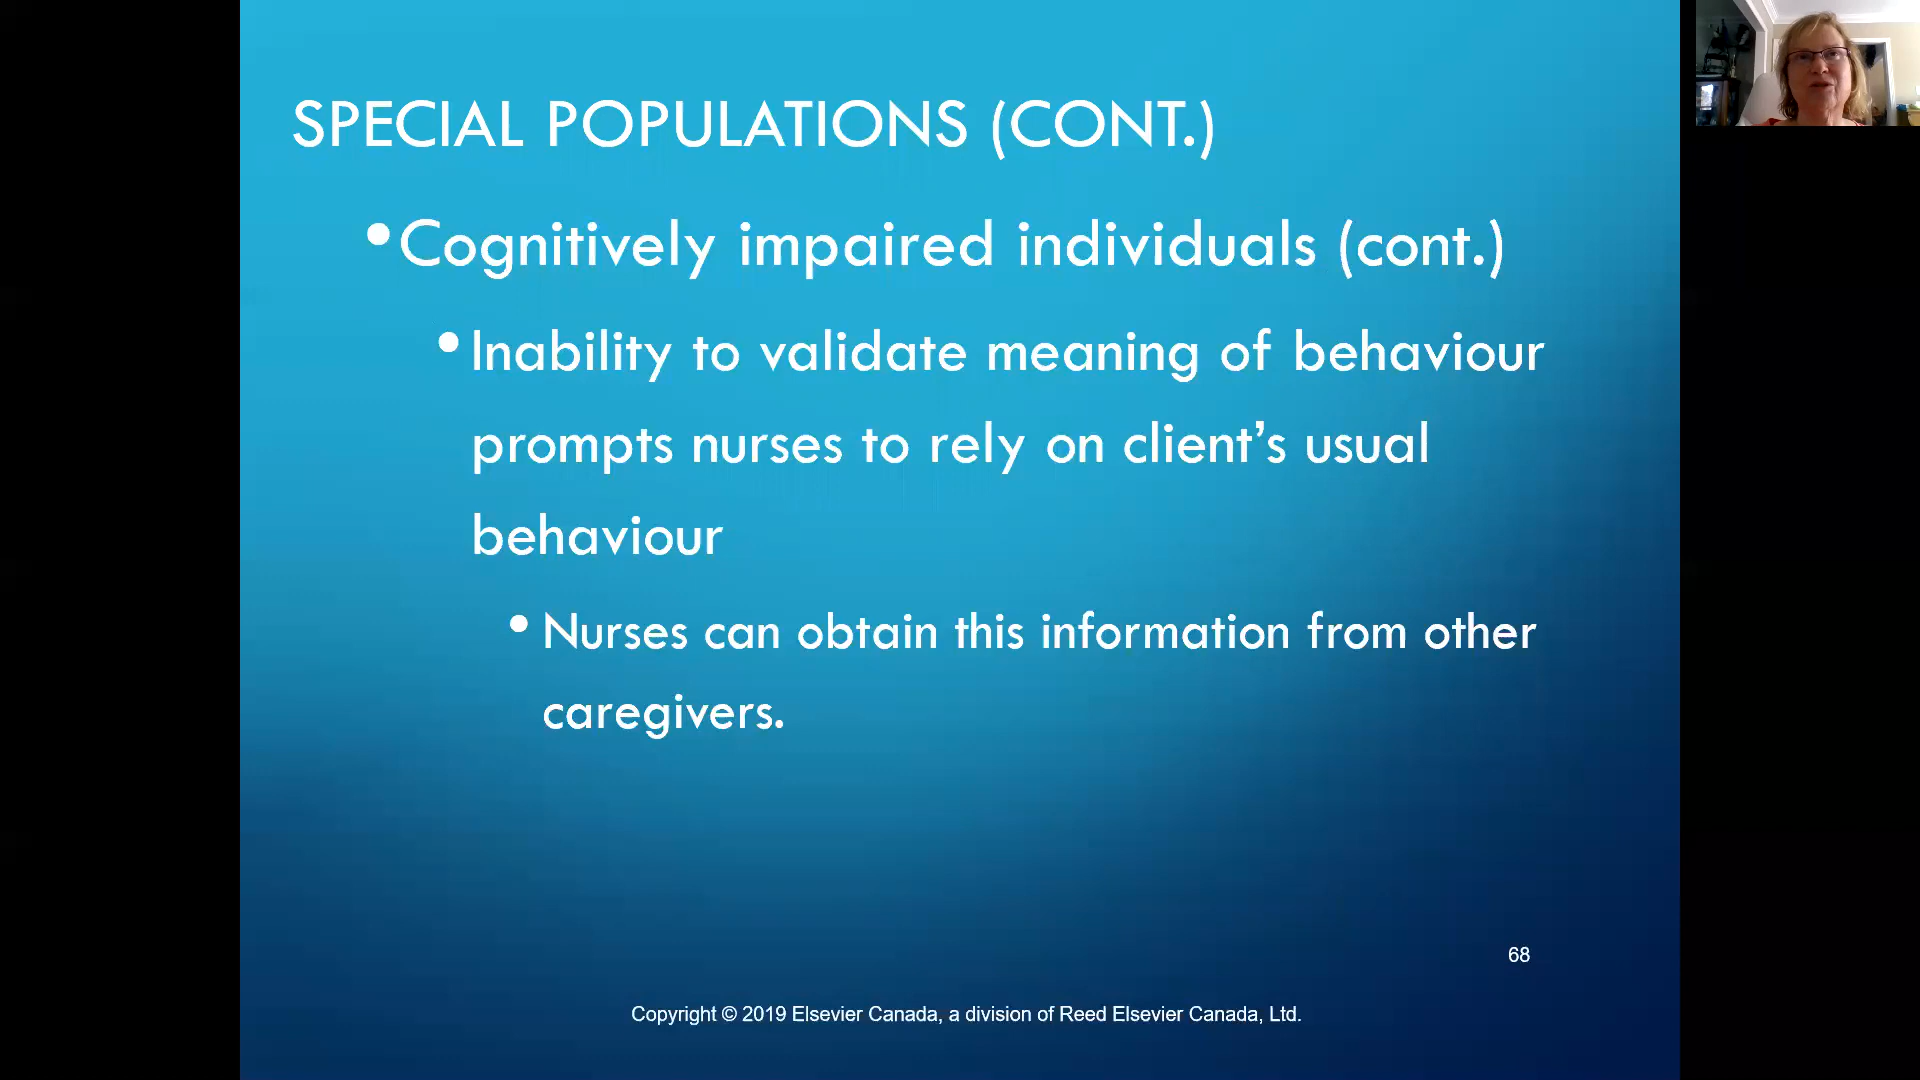 SPECIAL POPULATIONS (CONT.)
•Cognitively impaired individuals (cont.)
•Inability to validate meaning of behaviour
prompts nurses to rely on client’s usual
behaviour
•Nurses can obtain this information from other
caregivers.
68
Copyright © 2019 Elsevier Canada, a division of Reed Elsevier Canada, Ltd.